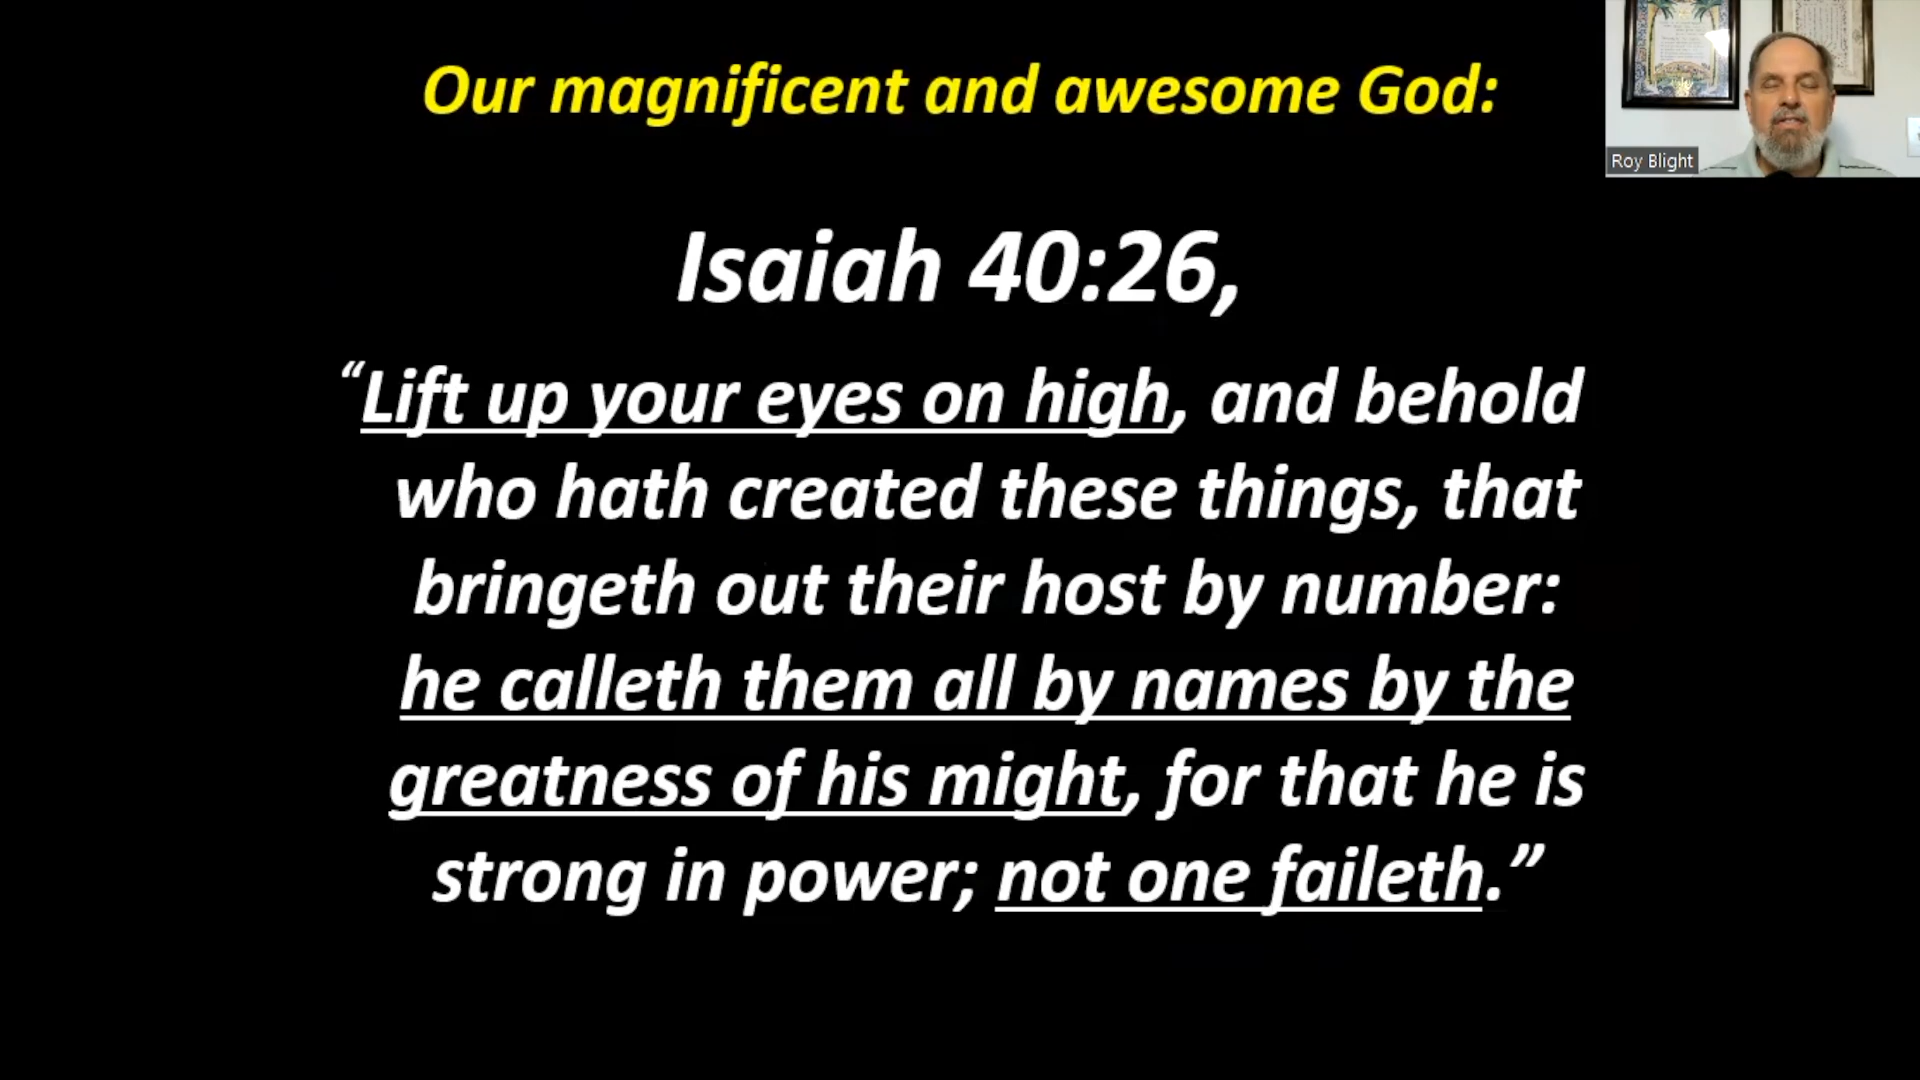 Our magnificent and awesome God:
Roy Blight
Isaiah 40:26,
“Lift up your eyes on high, and behold
who hath created these things, that
bringeth out their host by number:
he calleth them all by names by the
greatness of his might, for that he is
strong in power; not one faileth.”